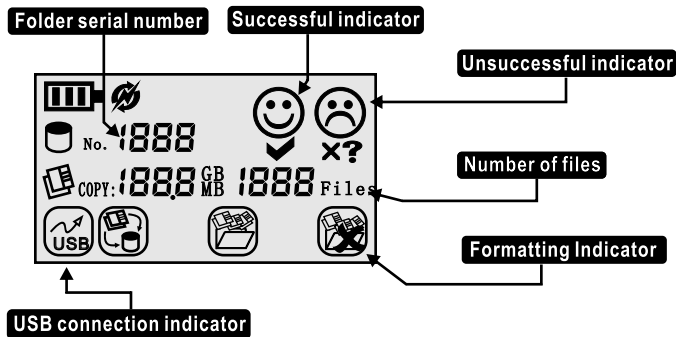 Folder serial number
Successful indicator
Unsuccessful indicator
No. 1888
x?
COPY: 188.8 GB MB 1888 Files
Number of files
USB
Formatting Indicator
USB connection indicator